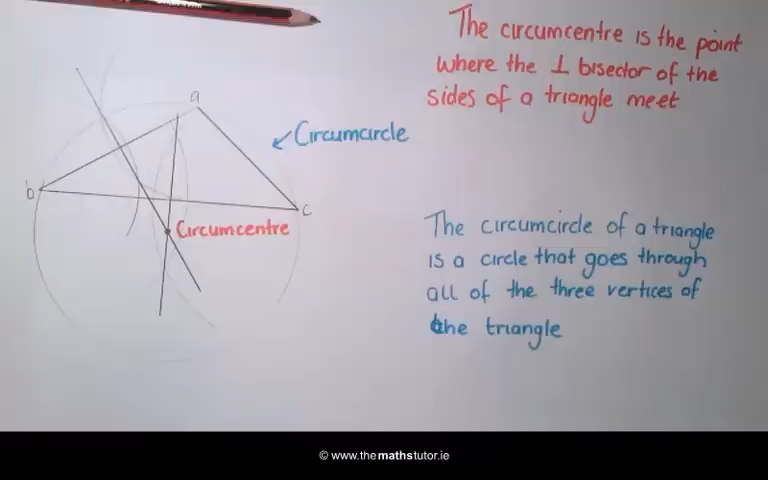 The circumcentre is the point
where the ⊥ bisector of the
sides of a triangle meet
a
Circumcircle
b
c
Circumcentre
The circumcircle of a triangle
is a circle that goes through
all of the three vertices of
the triangle
© www.themathstutor.ie